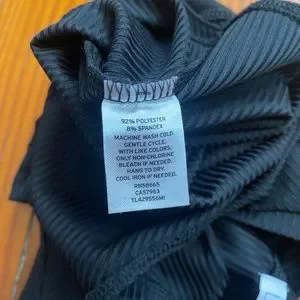 92% POLYESTER
8% SPANDEX
MACHINE WASH COLD.
GENTLE CYCLE.
WITH LIKE COLORS.
ONLY NON-CHLORINE
BLEACH IF NEEDED.
HANG TO DRY.
COOL IRON IF NEEDED.
RN58665
CA57963
TL429556MI